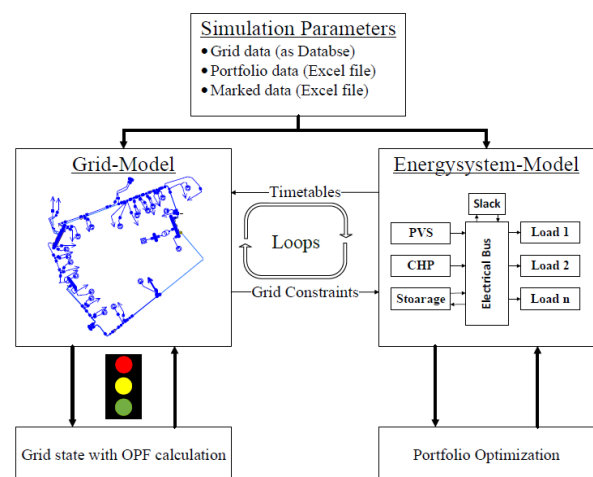 Simulation Parameters
• Grid data (as Databse)
• Portfolio data (Excel file)
• Marked data (Excel file)
Grid-Model
Energysystem-Model
Timetables
Loops
Grid Constraints
Slack
PVS
CHP
Stoarage
Electrical Bus
Load 1
Load 2
Load n
Grid state with OPF calculation
Portfolio Optimization